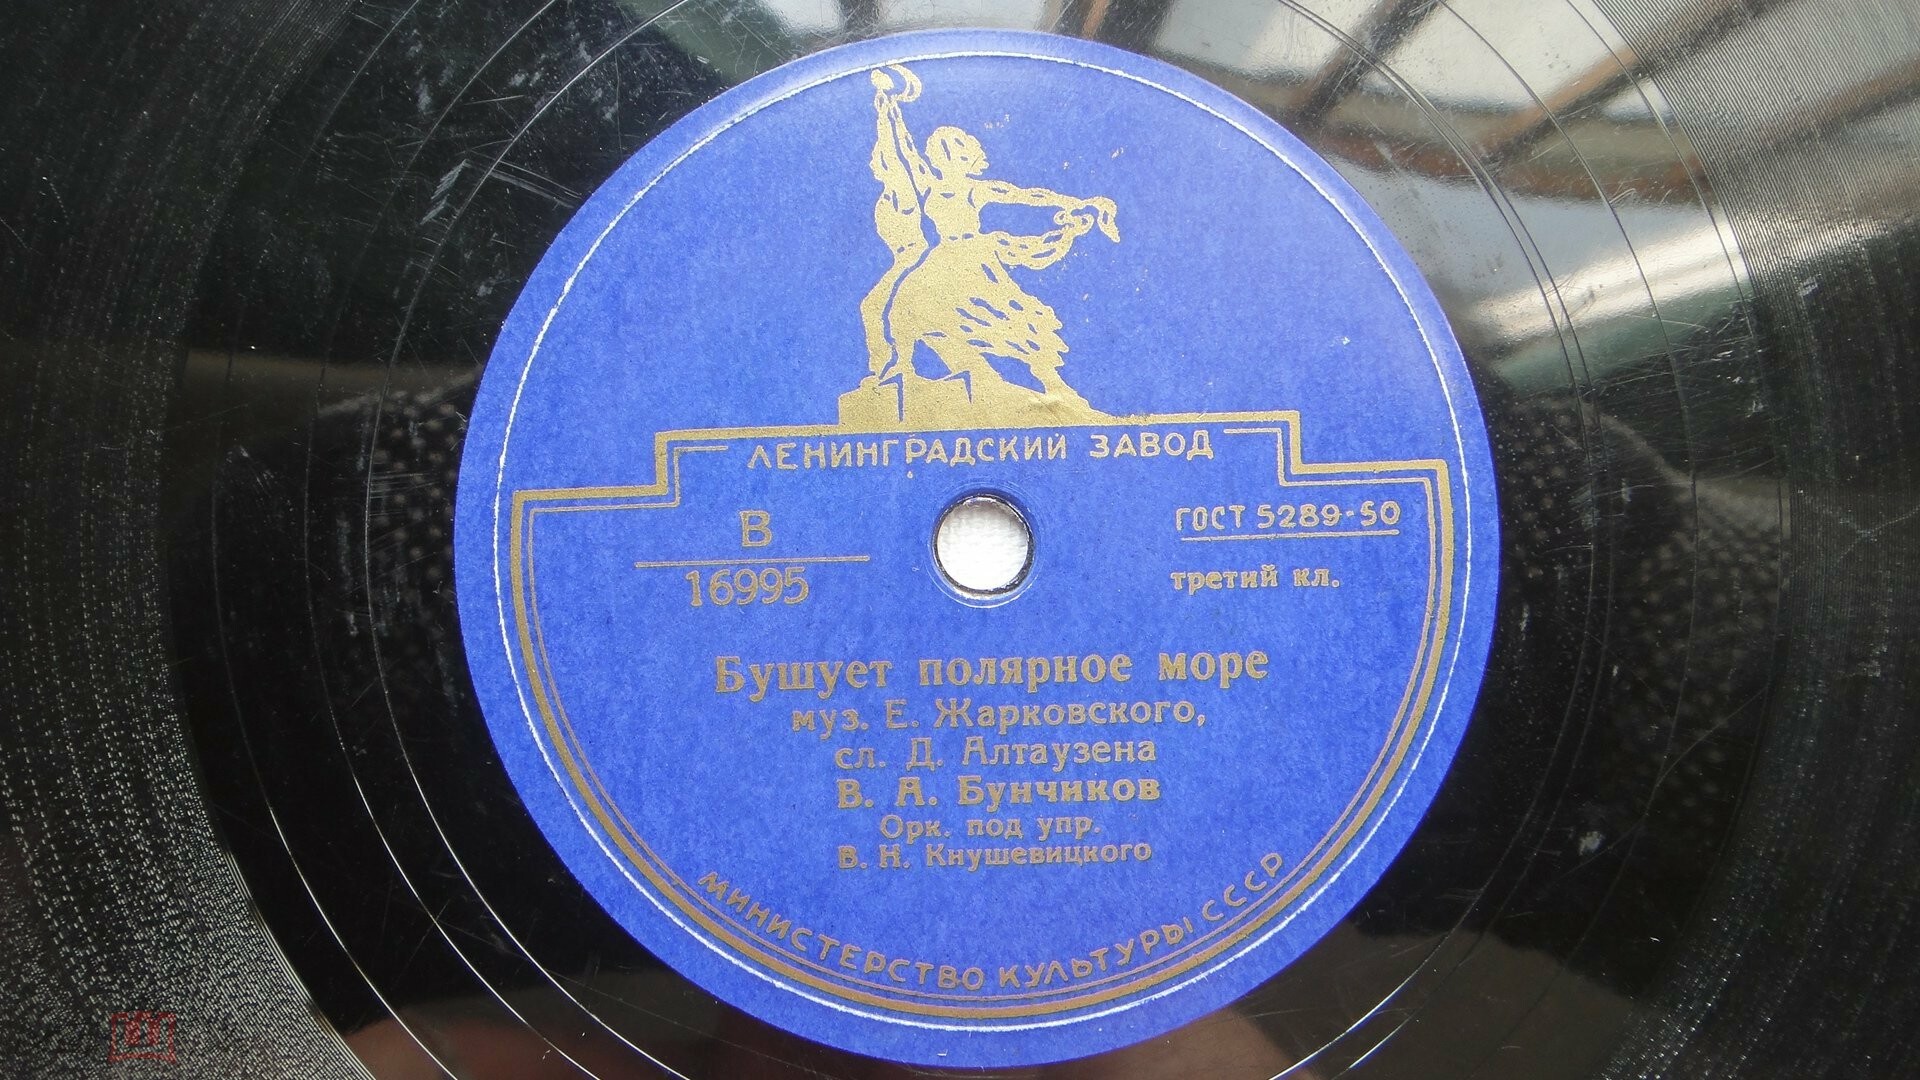 ЛЕНИНГРАДСКИЙ ЗАВОД
В
16995
ГОСТ 5289-50
третий кл.
Бушует полярное море
муз. Е. Жарковского,
сл. Д. Алтаузена
В. А. Бунчиков
Орк. под упр.
В. Н. Кнушевицкого
МИНИСТЕРСТВО КУЛЬТУРЫ СССР